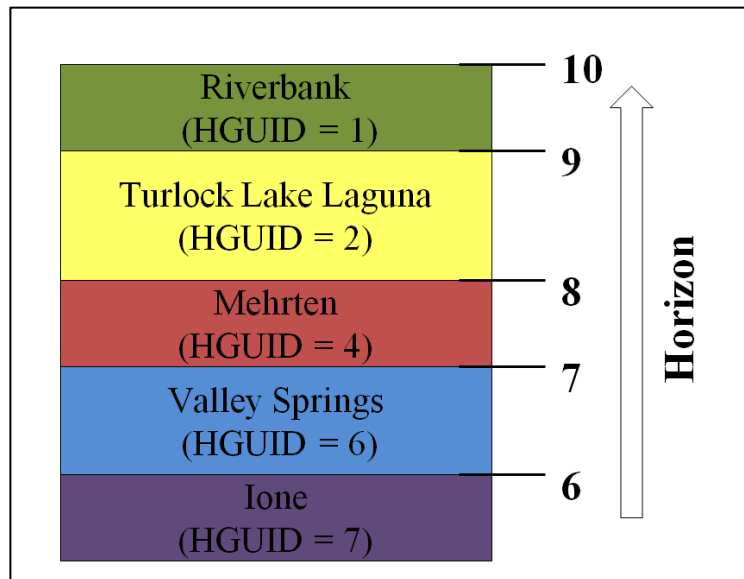 10
Riverbank
(HGUID = 1)
9
Turlock Lake Laguna
(HGUID = 2)
8
Mehrten
(HGUID = 4)
7
Valley Springs
(HGUID = 6)
6
Ione
(HGUID = 7)
Horizon